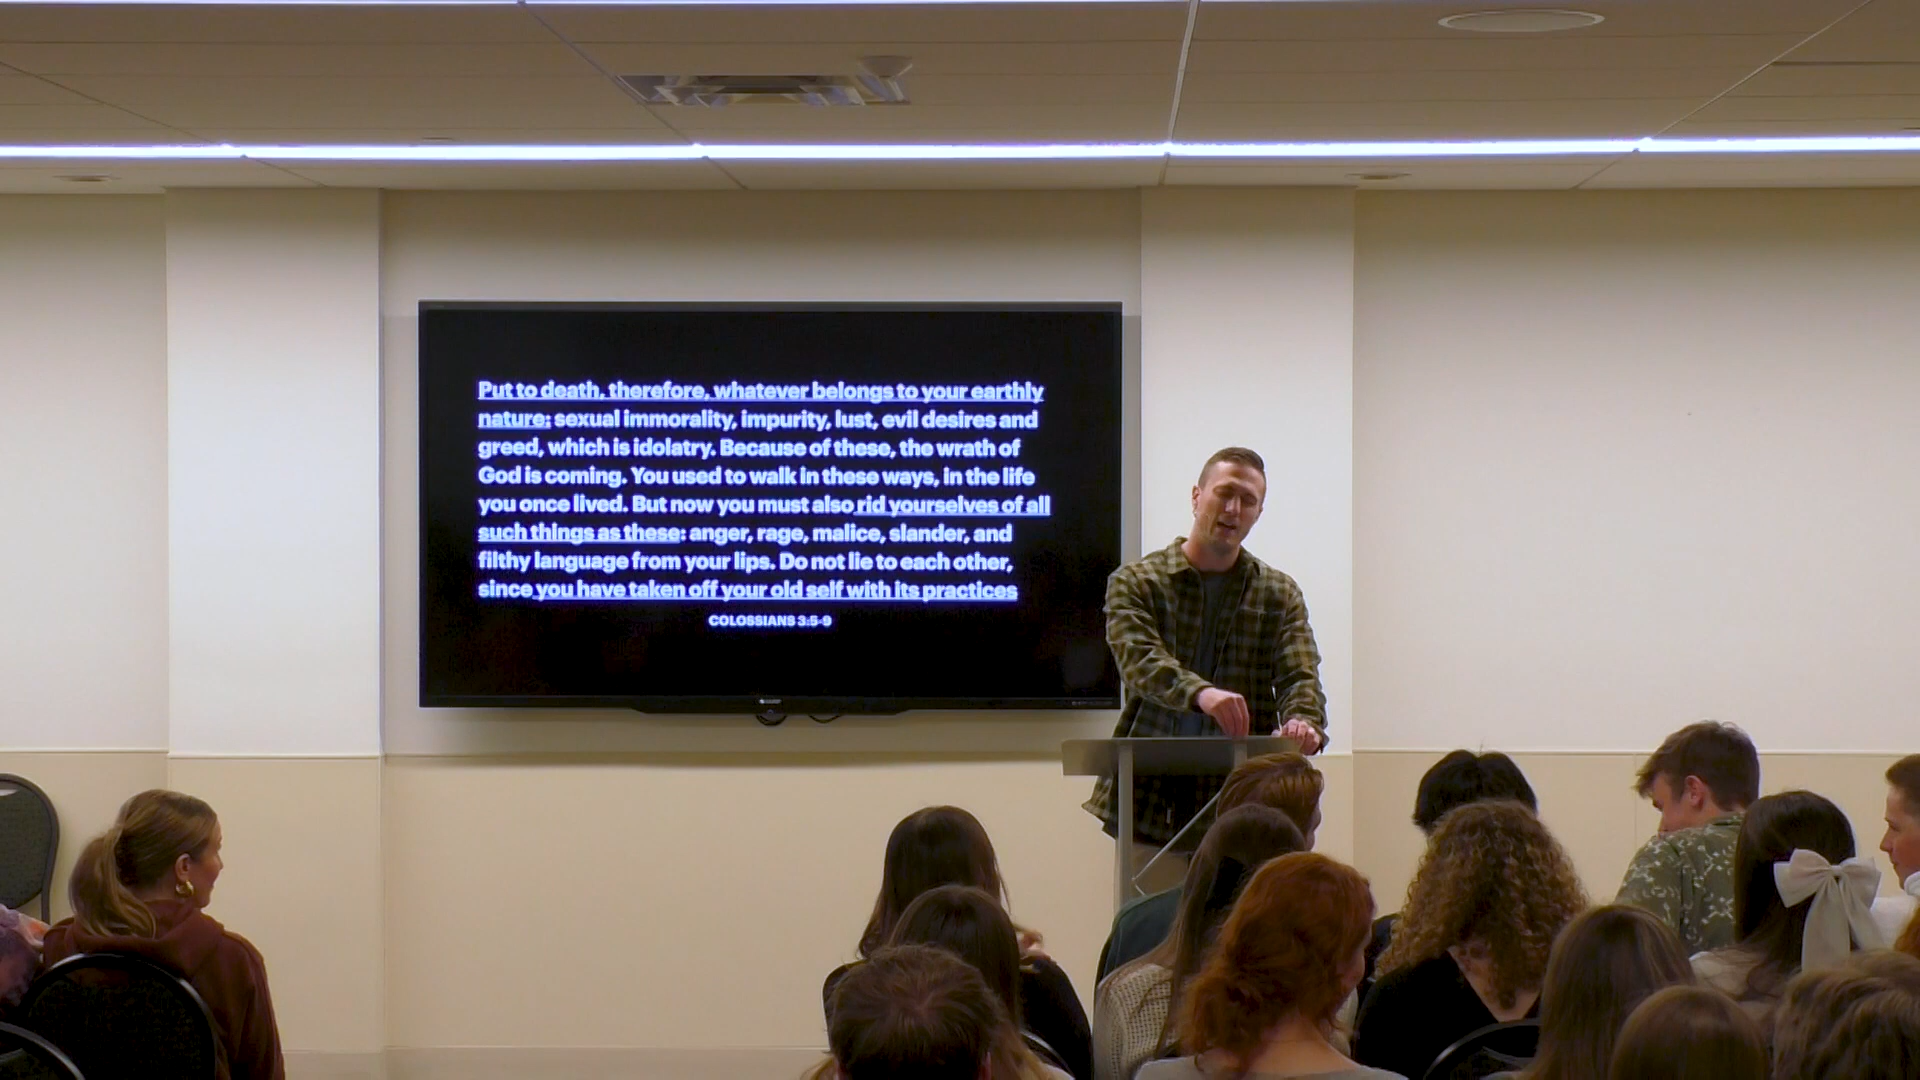 Put to death, therefore, whatever belongs to your earthly
nature: sexual immorality, impurity, lust, evil desires and
greed, which is idolatry. Because of these, the wrath of
God is coming. You used to walk in these ways, in the life
you once lived. But now you must also rid yourselves of all
such things as these: anger, rage, malice, slander, and
filthy language from your lips. Do not lie to each other,
since you have taken off your old self with its practices
COLOSSIANS 3:5-9